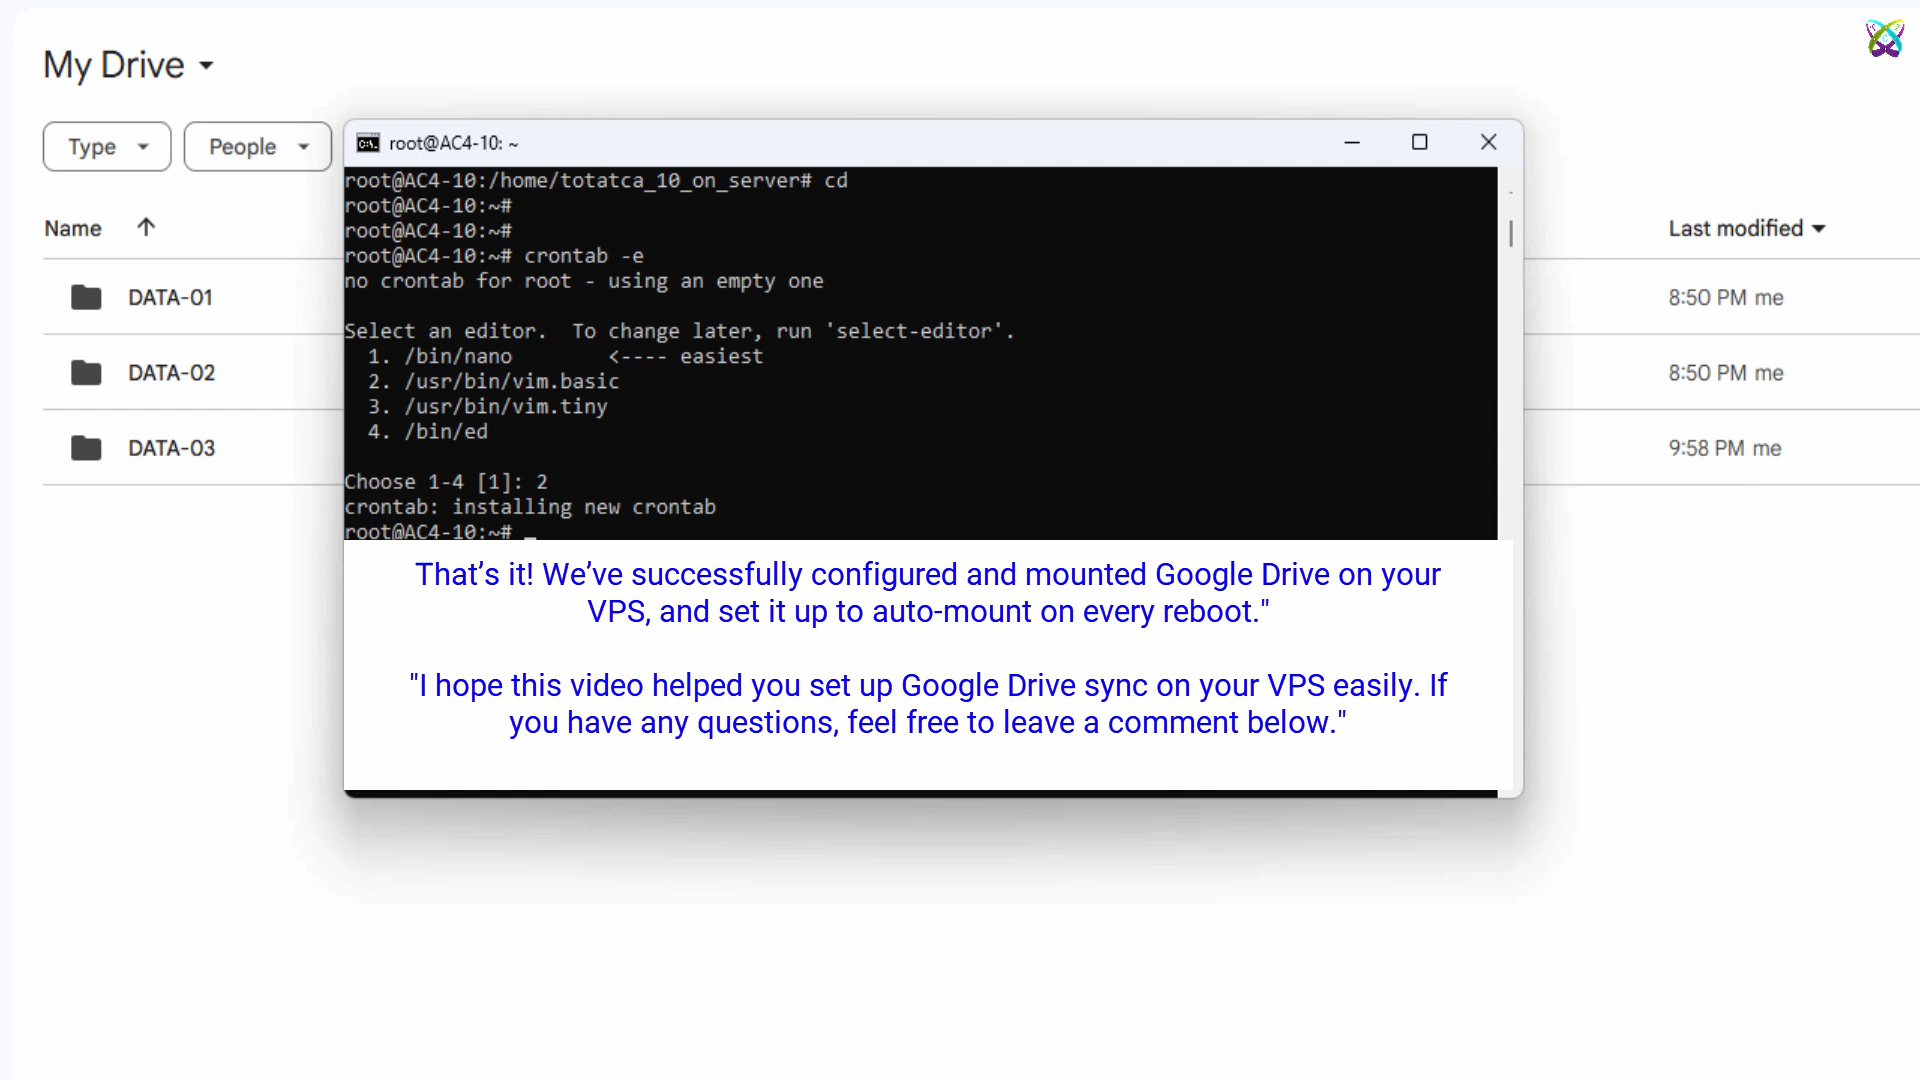 My Drive
Type
People
Name
Last modified
DATA-01
8:50 PM me
DATA-02
8:50 PM me
DATA-03
9:58 PM me
root@AC4-10: ~
root@AC4-10:/home/totatca_10_on_server# cd
root@AC4-10:~#
root@AC4-10:~#
root@AC4-10:~# crontab -e
no crontab for root - using an empty one
Select an editor.  To change later, run 'select-editor'.
1. /bin/nano        <---- easiest
2. /usr/bin/vim.basic
3. /usr/bin/vim.tiny
4. /bin/ed
Choose 1-4 [1]: 2
crontab: installing new crontab
root@AC4-10:~# _
That’s it! We’ve successfully configured and mounted Google Drive on your
VPS, and set it up to auto-mount on every reboot."
"I hope this video helped you set up Google Drive sync on your VPS easily. If
you have any questions, feel free to leave a comment below."